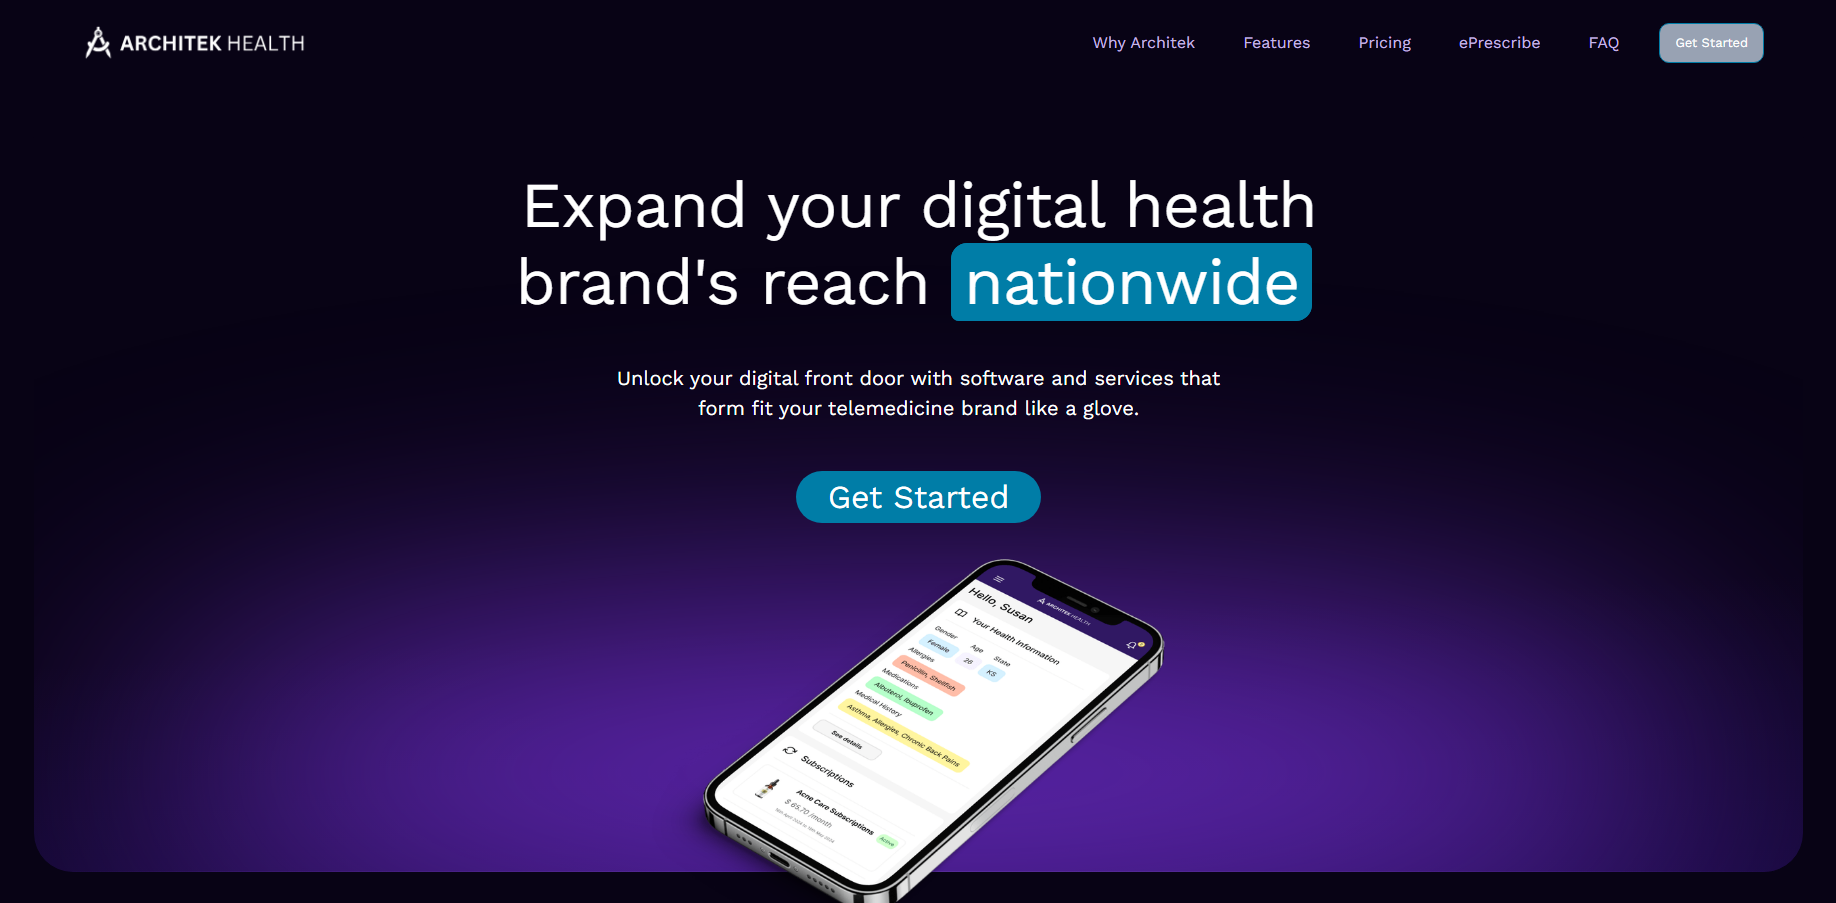 ARCHITEK HEALTH
Why Architek
Features
Pricing
ePrescribe
FAQ
Get Started
Expand your digital health
brand's reach nationwide
Unlock your digital front door with software and services that
form fit your telemedicine brand like a glove.
Get Started
ARCHITEK HEALTH
Hello, Susan
Your Health Information
Gender
Age
State
Female
26
KS
Allergies
Penicilin, Shellfish
Medications
Albuterol, Ibuprofen
Medical History
Asthma, Allergies, Chronic Back Pains
See details
Subscriptions
Acne Care Subscriptions
$ 65.70 /month
Active